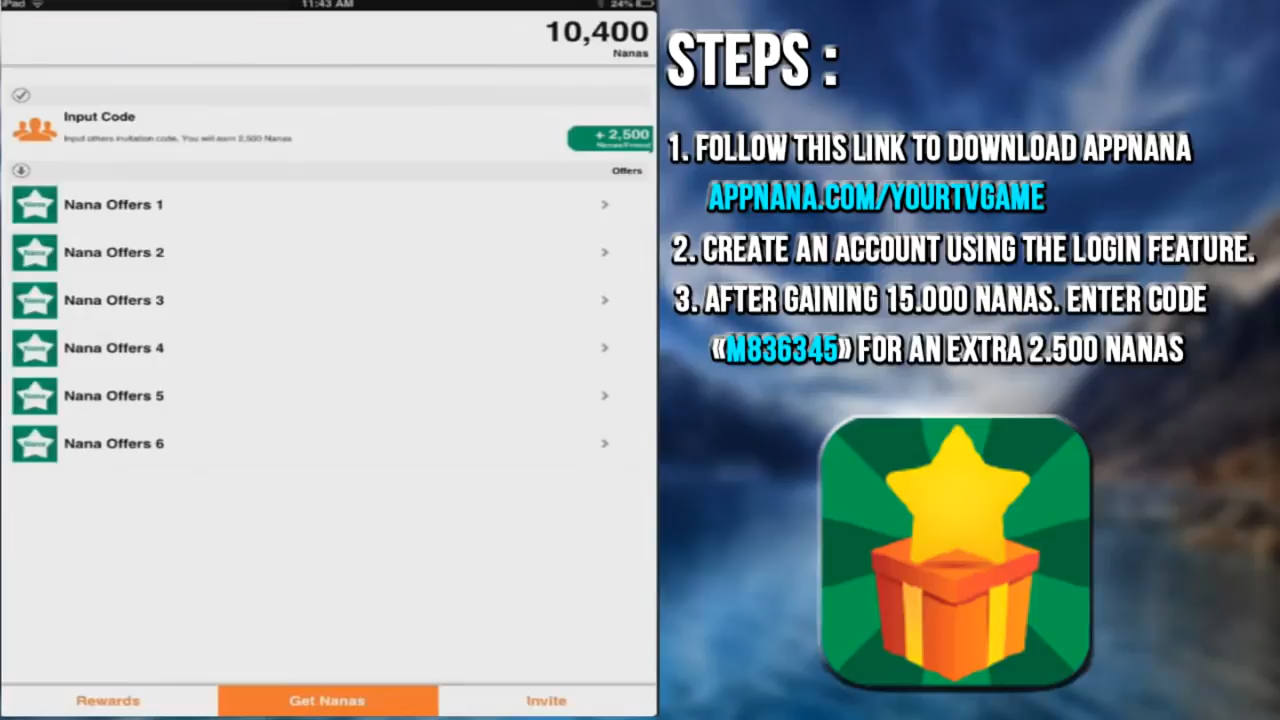 iPad
11:43 AM
24%
10,400
Nanas
Input Code
Input others invitation code, You will earn 2,500 Nanas
+ 2,500
Nanas/Friend
Offers
Nana Offers 1
Nana Offers 2
Nana Offers 3
Nana Offers 4
Nana Offers 5
Nana Offers 6
Rewards
Get Nanas
Invite
STEPS :
1. FOLLOW THIS LINK TO DOWNLOAD APPNANA
APPNANA.COM/YOURTVGAME
2. CREATE AN ACCOUNT USING THE LOGIN FEATURE.
3. AFTER GAINING 15.000 NANAS. ENTER CODE
«M836345» FOR AN EXTRA 2.500 NANAS